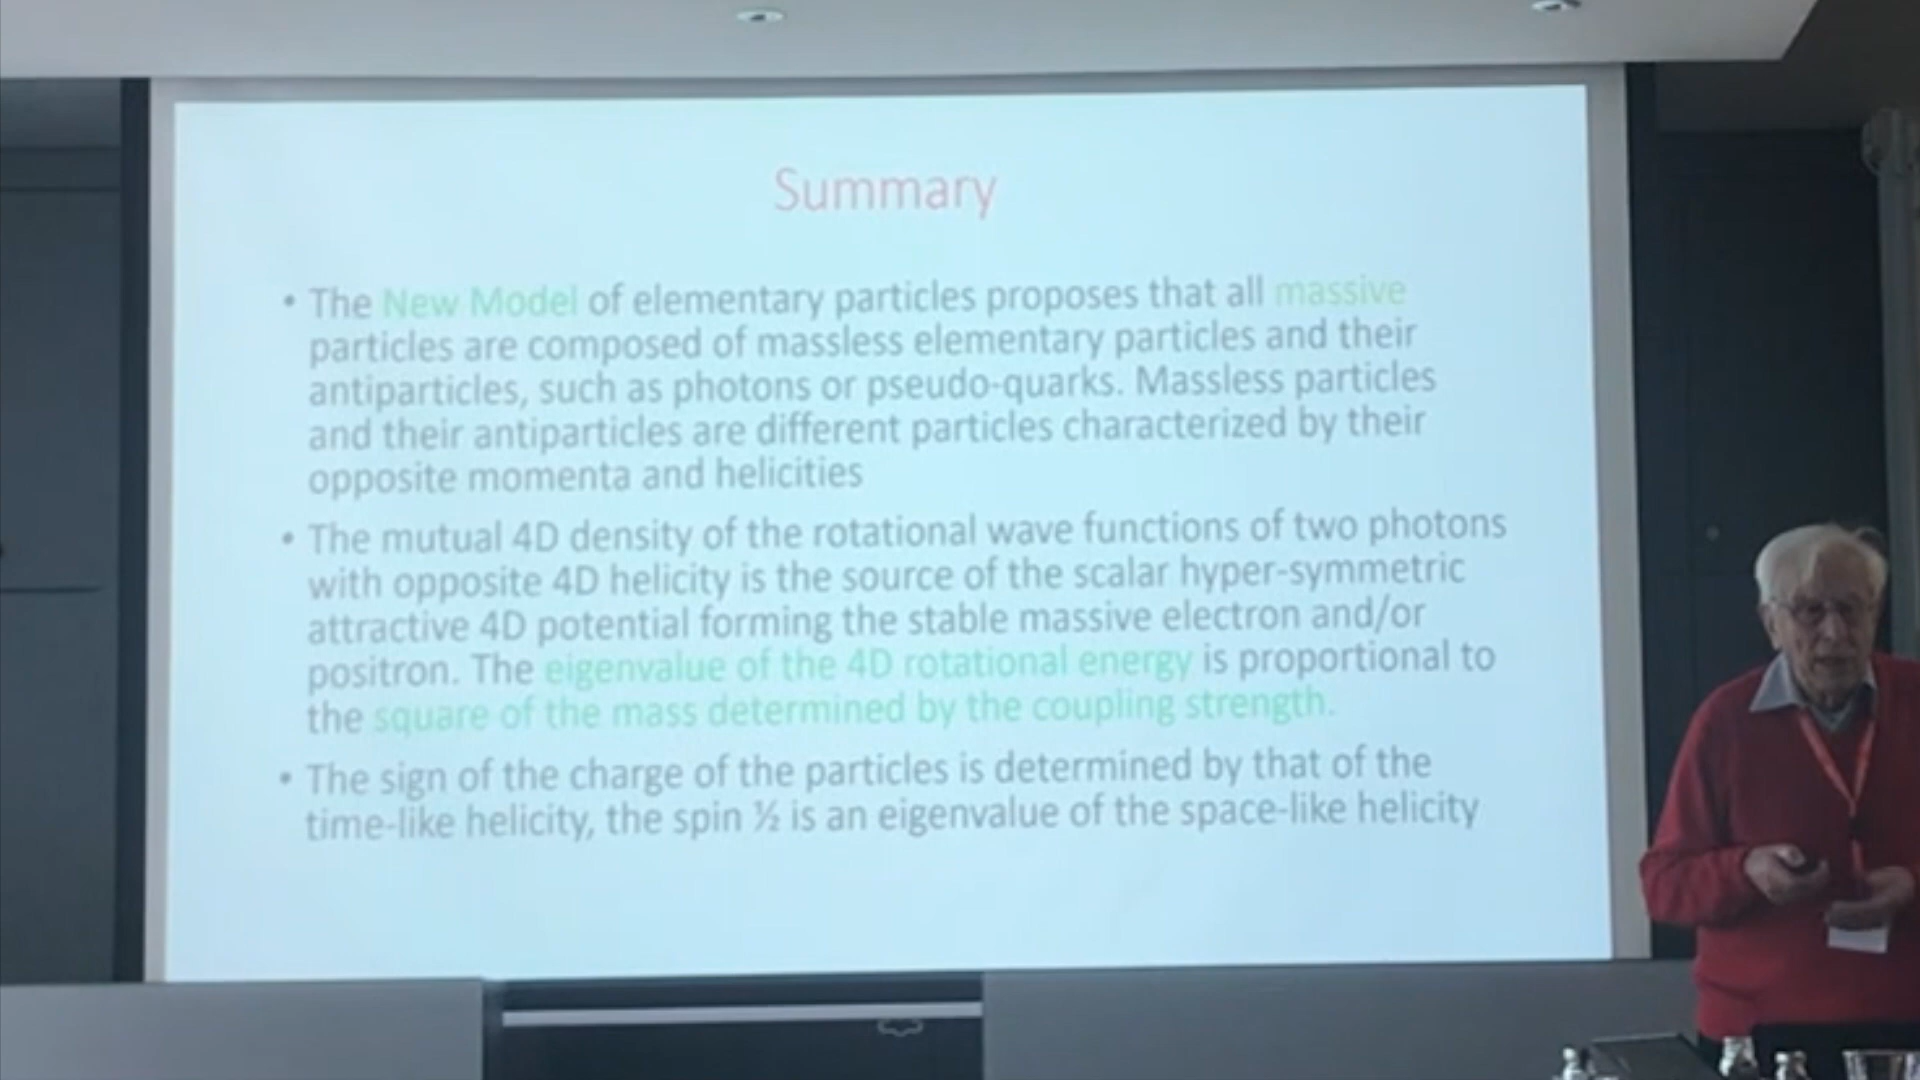 Summary
• The New Model of elementary particles proposes that all massive
particles are composed of massless elementary particles and their
antiparticles, such as photons or pseudo-quarks. Massless particles
and their antiparticles are different particles characterized by their
opposite momenta and helicities
• The mutual 4D density of the rotational wave functions of two photons
with opposite 4D helicity is the source of the scalar hyper-symmetric
attractive 4D potential forming the stable massive electron and/or
positron. The eigenvalue of the 4D rotational energy is proportional to
the square of the mass determined by the coupling strength.
• The sign of the charge of the particles is determined by that of the
time-like helicity, the spin ½ is an eigenvalue of the space-like helicity